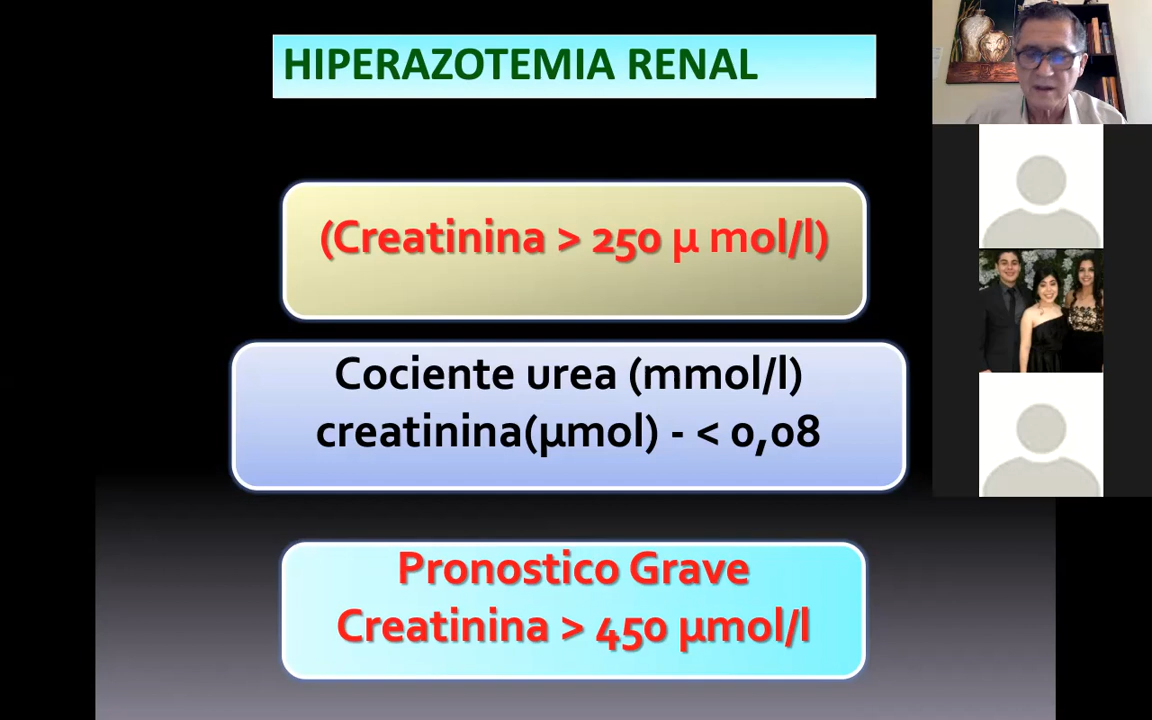 HIPERAZOTEMIA RENAL
(Creatinina > 250 µ mol/l)
Cociente urea (mmol/l)
creatinina(µmol) - < 0,08
Pronostico Grave
Creatinina > 450 µmol/l